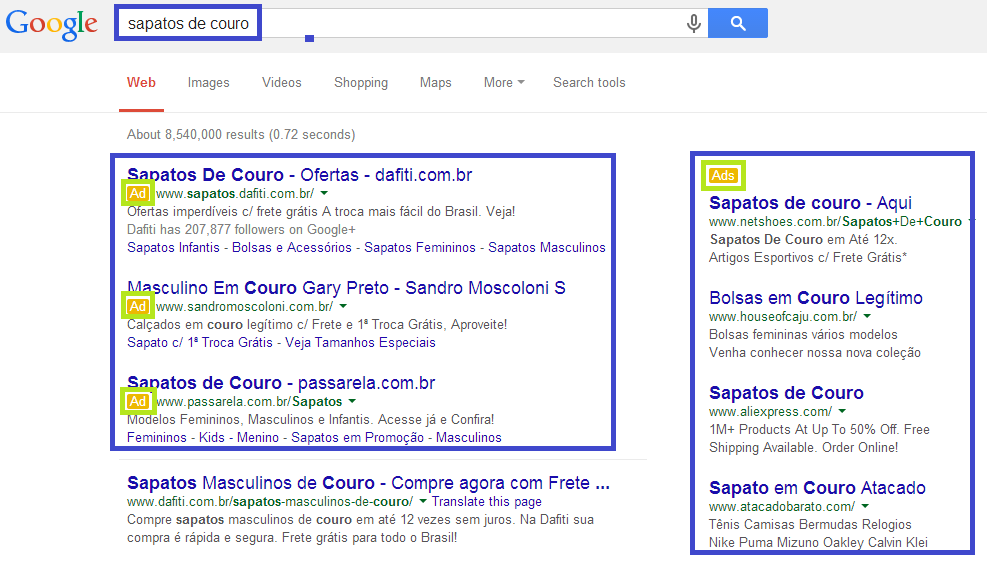 Google
sapatos de couro
Web Images Videos Shopping Maps More Search tools
About 8,540,000 results (0.72 seconds)
Sapatos De Couro - Ofertas - dafiti.com.br
Ad www.sapatos.dafiti.com.br/
Ofertas imperdíveis c/ frete grátis A troca mais fácil do Brasil. Veja!
Dafiti has 207,877 followers on Google+
Sapatos Infantis - Bolsas e Acessórios - Sapatos Femininos - Sapatos Masculinos
Masculino Em Couro Gary Preto - Sandro Moscoloni S
Ad www.sandromoscoloni.com.br/
Calçados em couro legítimo c/ Frete e 1ª Troca Grátis, Aproveite!
Sapato c/ 1ª Troca Grátis - Veja Tamanhos Especiais
Sapatos de Couro - passarela.com.br
Ad www.passarela.com.br/Sapatos
Modelos Femininos, Masculinos e Infantis. Acesse já e Confira!
Femininos - Kids - Menino - Sapatos em Promoção - Masculinos
Sapatos Masculinos de Couro - Compre agora com Frete ...
www.dafiti.com.br/sapatos-masculinos-de-couro/ Translate this page
Compre sapatos masculinos de couro em até 12 vezes sem juros. Na Dafiti sua
compra é rápida e segura. Frete grátis para todo o Brasil!
Ads
Sapatos de couro - Aqui
www.netshoes.com.br/Sapatos+De+Couro
Sapatos De Couro em Até 12x.
Artigos Esportivos c/ Frete Grátis*
Bolsas em Couro Legítimo
www.houseofcaju.com.br/
Bolsas femininas vários modelos
Venha conhecer nossa nova coleção
Sapatos de Couro
www.aliexpress.com/
1M+ Products At Up To 50% Off. Free
Shipping Available. Order Online!
Sapato em Couro Atacado
www.atacadobarato.com/
Tênis Camisas Bermudas Relogios
Nike Puma Mizuno Oakley Calvin Klei